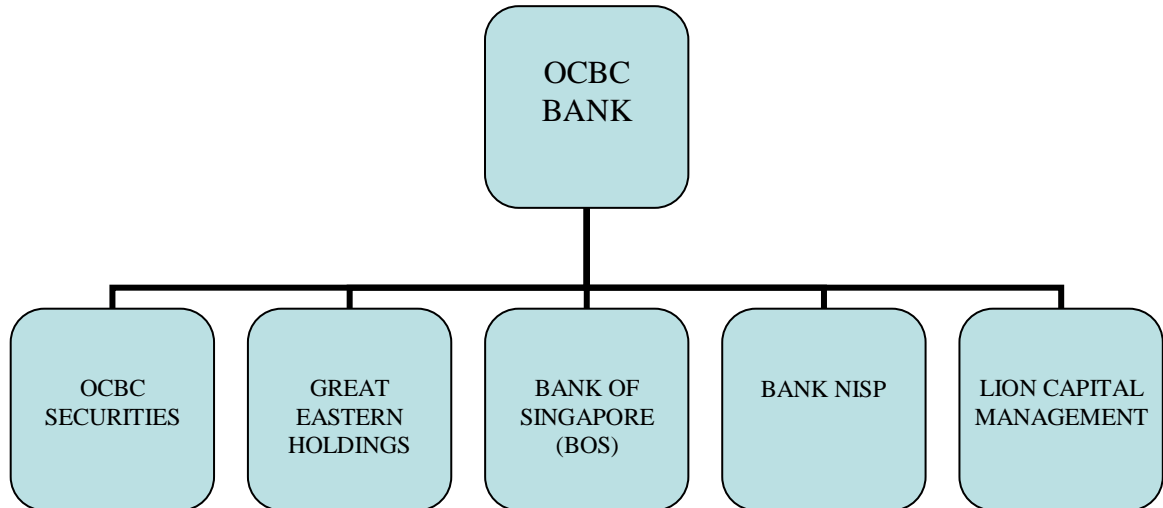 OCBC
BANK
OCBC
SECURITIES
GREAT
EASTERN
HOLDINGS
BANK OF
SINGAPORE
(BOS)
BANK NISP
LION CAPITAL
MANAGEMENT